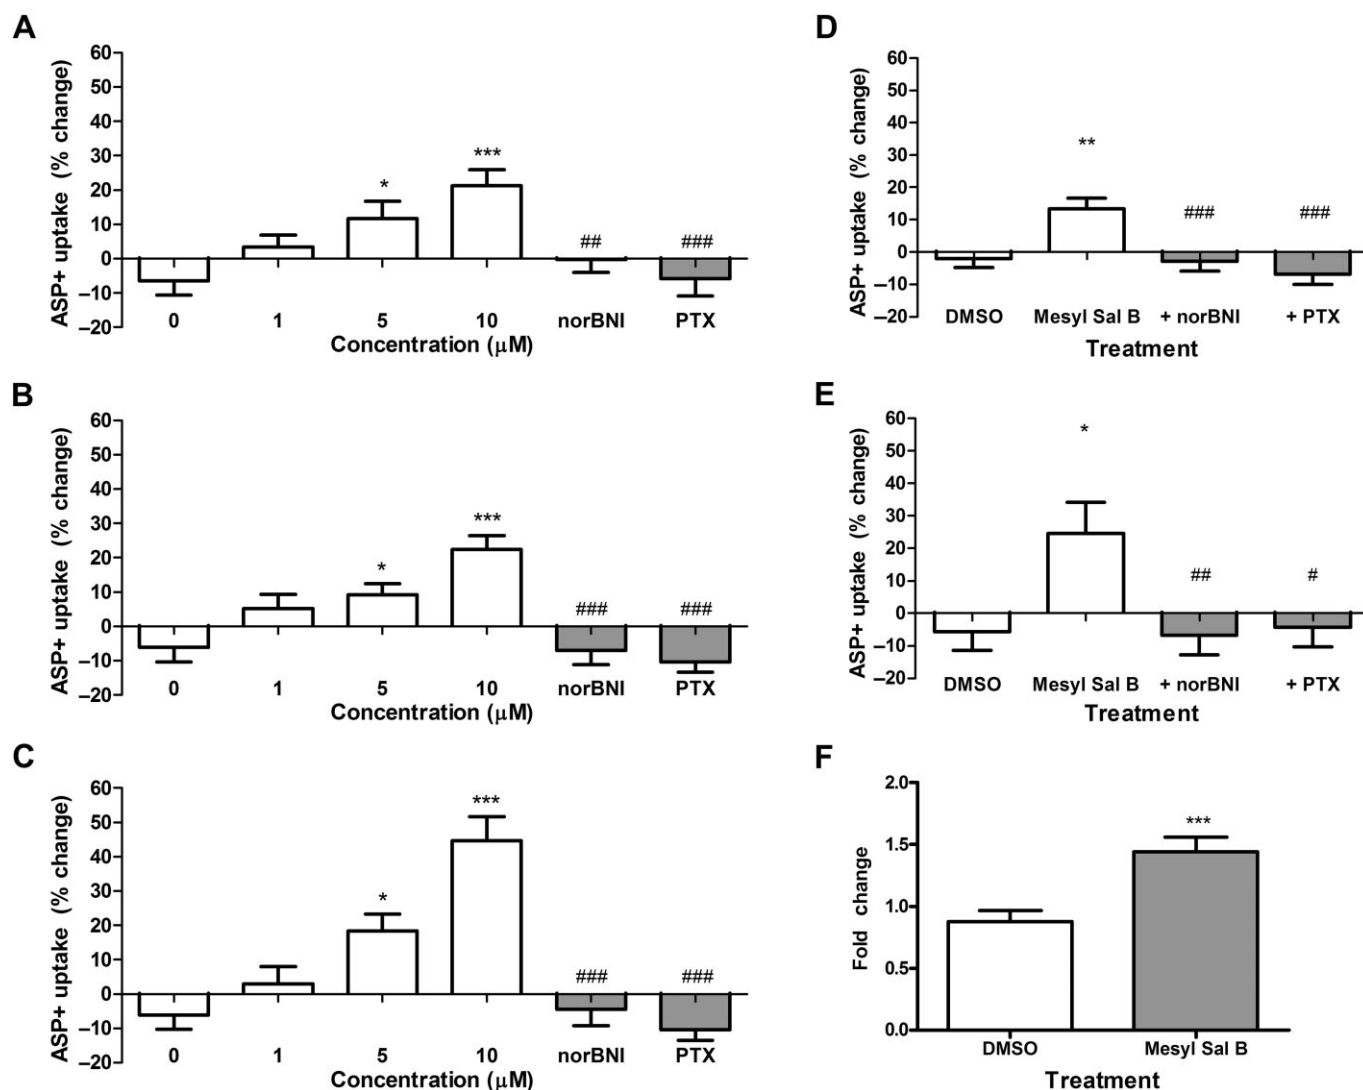 A
ASP+ uptake (% change)
60
50
40
30
20
10
0
–10
–20
*
***
##
###
0 1 5 10 norBNI PTX
Concentration (μM)
B
ASP+ uptake (% change)
60
50
40
30
20
10
0
–10
–20
*
***
###
###
0 1 5 10 norBNI PTX
Concentration (μM)
C
ASP+ uptake (% change)
60
50
40
30
20
10
0
–10
–20
*
***
###
###
0 1 5 10 norBNI PTX
Concentration (μM)
D
ASP+ uptake (% change)
60
50
40
30
20
10
0
–10
–20
**
###
###
DMSO Mesyl Sal B + norBNI + PTX
Treatment
E
ASP+ uptake (% change)
60
50
40
30
20
10
0
–10
–20
*
##
#
DMSO Mesyl Sal B + norBNI + PTX
Treatment
F
Fold change
2.0
1.5
1.0
0.5
0.0
***
DMSO Mesyl Sal B
Treatment